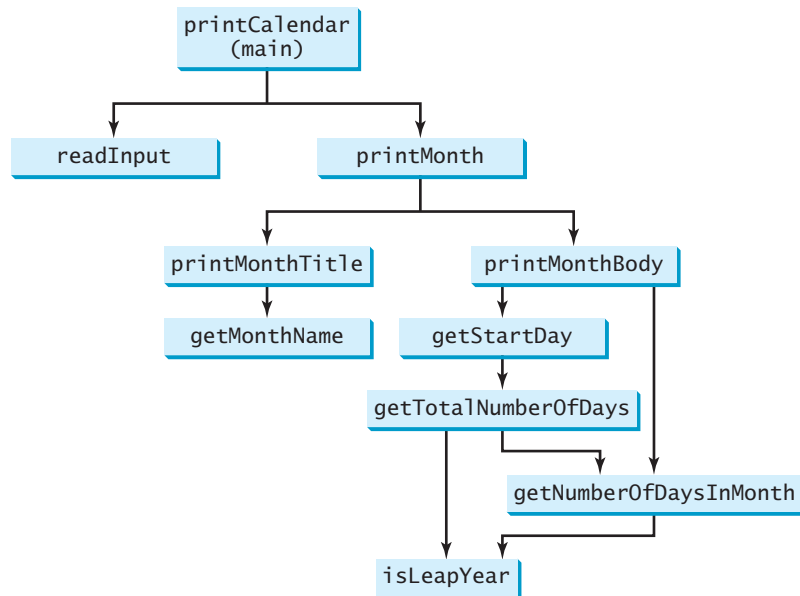 printCalendar
(main)
readInput
printMonth
printMonthTitle
printMonthBody
getMonthName
getStartDay
getTotalNumberOfDays
getNumberOfDaysInMonth
isLeapYear